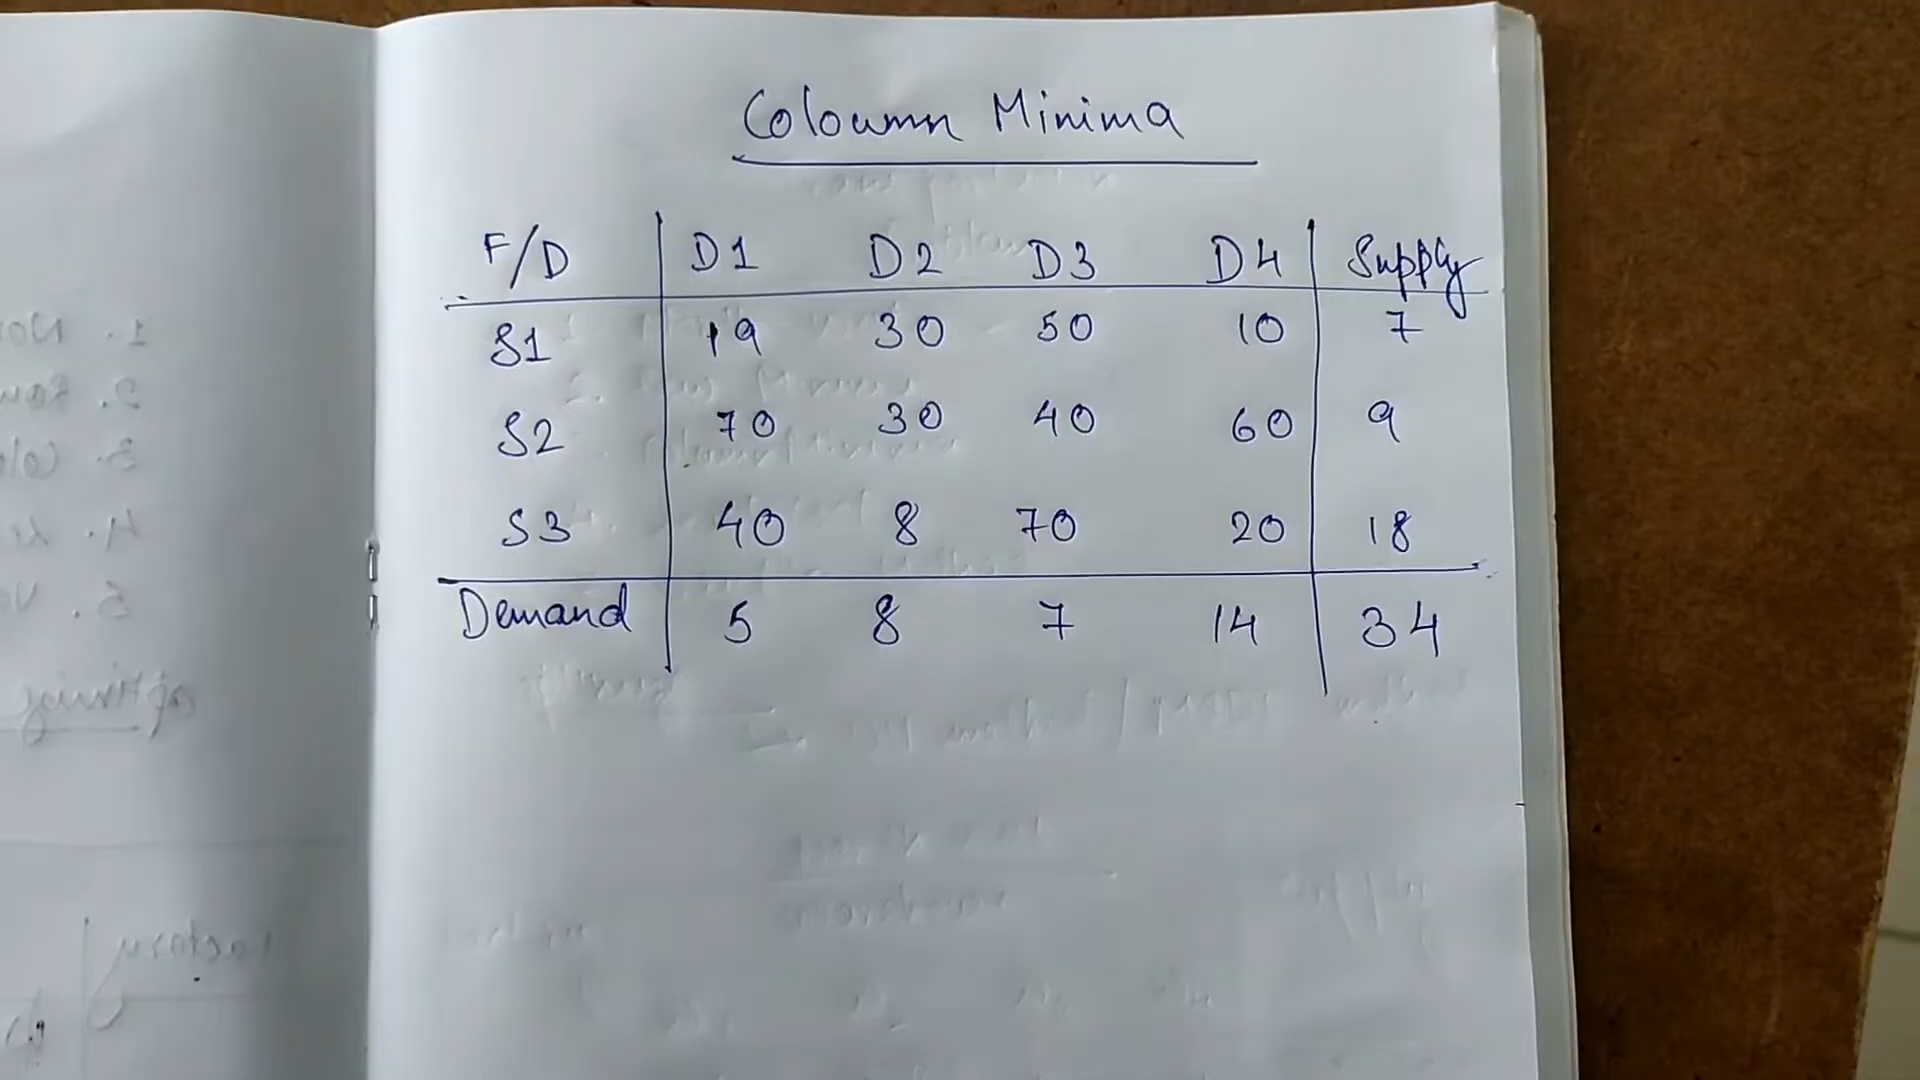 Coloumn Minima
F/D D1 D2 D3 D4 Supply
S1 19 30 50 10 7
S2 70 30 40 60 9
S3 40 8 70 20 18
Demand 5 8 7 14 34